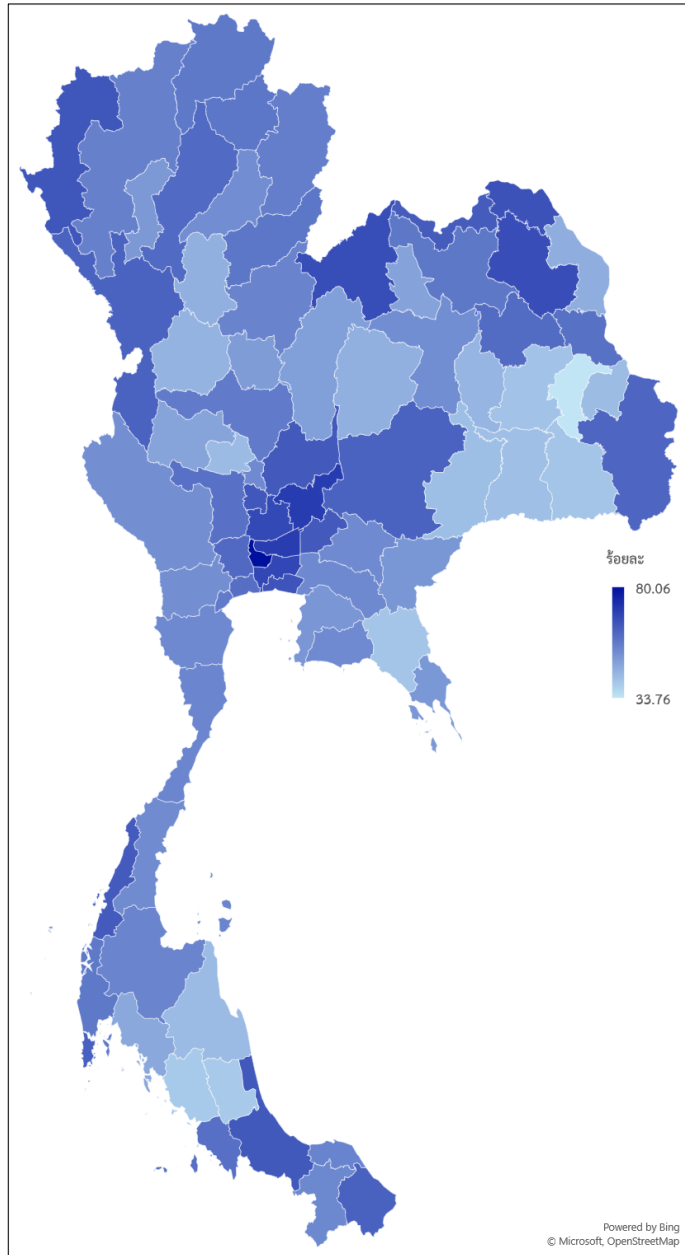 ร้อยละ
80.06
33.76
Powered by Bing
© Microsoft, OpenStreetMap